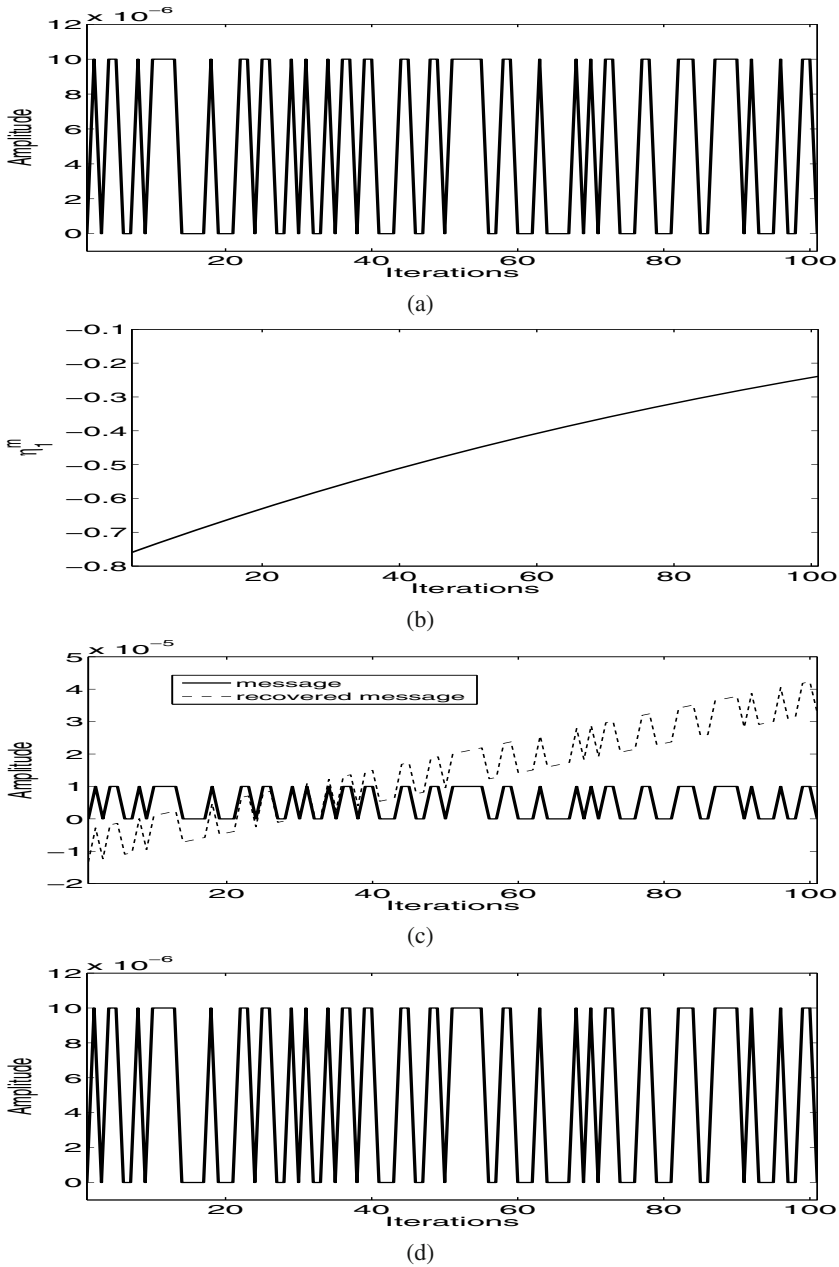 × 10⁻⁶
12
10
8
6
4
2
0
Amplitude
20 40 60 80 100
Iterations
(a)
−0.1
−0.2
−0.3
−0.4
−0.5
−0.6
−0.7
−0.8
η₁ᵐ
20 40 60 80 100
Iterations
(b)
× 10⁻⁵
5
4
3
2
1
0
−1
−2
Amplitude
message
recovered message
20 40 60 80 100
Iterations
(c)
× 10⁻⁶
12
10
8
6
4
2
0
Amplitude
20 40 60 80 100
Iterations
(d)